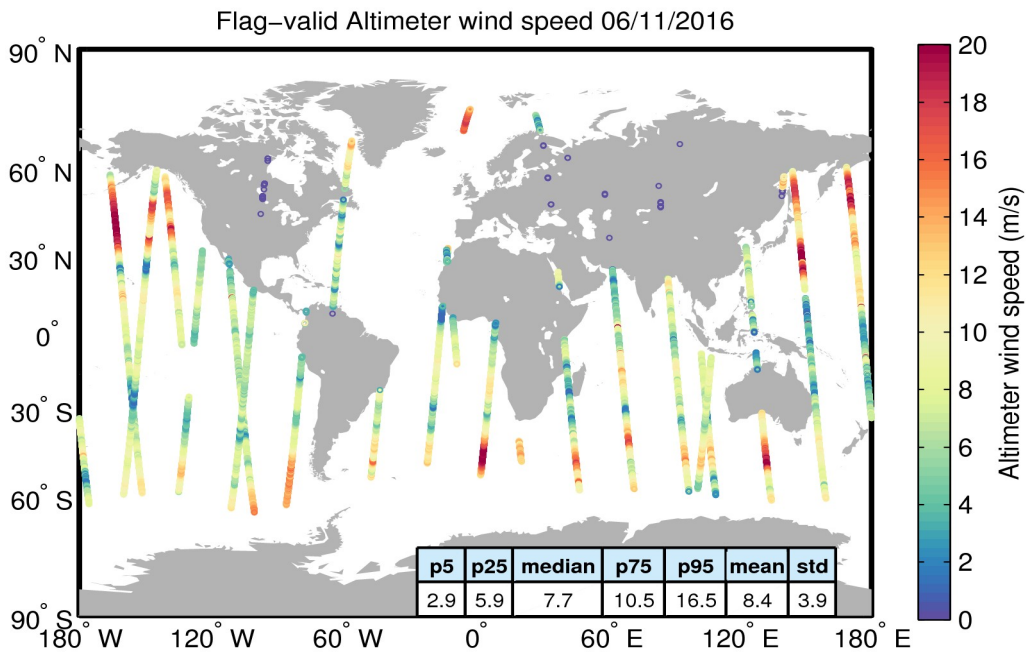 Flag−valid Altimeter wind speed 06/11/2016
90° N
60° N
30° N
0°
30° S
60° S
90° S
180° W
120° W
60° W
0°
60° E
120° E
180° E
p5 p25 median p75 p95 mean std
2.9 5.9 7.7 10.5 16.5 8.4 3.9
20
18
16
14
12
10
8
6
4
2
0
Altimeter wind speed (m/s)